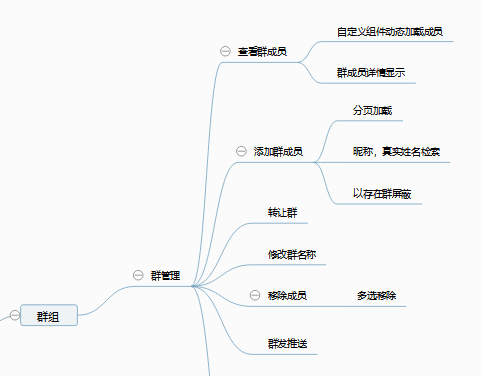 自定义组件动态加载成员
查看群成员
群成员详情显示
分页加载
添加群成员
昵称，真实姓名检索
以存在群屏蔽
转让群
修改群名称
群管理
移除成员
多选移除
群组
群发推送